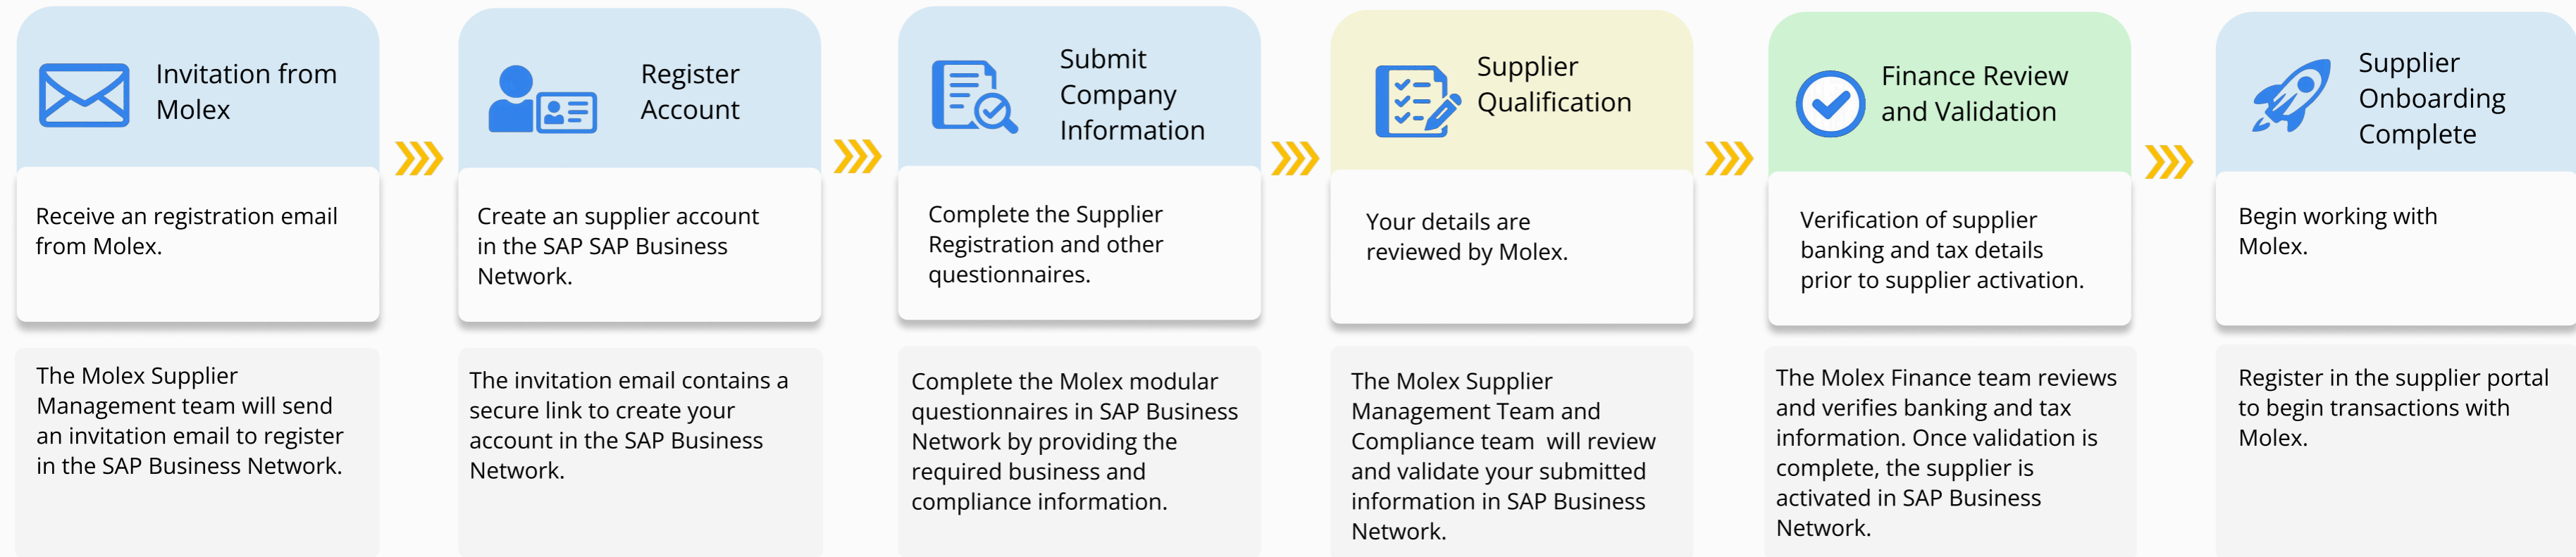 Invitation from
Molex
Receive an registration email
from Molex.
The Molex Supplier
Management team will send
an invitation email to register
in the SAP Business Network.
Register
Account
Create an supplier account
in the SAP SAP Business
Network.
The invitation email contains a
secure link to create your
account in the SAP Business
Network.
Submit
Company
Information
Complete the Supplier
Registration and other
questionnaires.
Complete the Molex modular
questionnaires in SAP Business
Network by providing the
required business and
compliance information.
Supplier
Qualification
Your details are
reviewed by Molex.
The Molex Supplier
Management Team and
Compliance team  will review
and validate your submitted
information in SAP Business
Network.
Finance Review
and Validation
Verification of supplier
banking and tax details
prior to supplier activation.
The Molex Finance team reviews
and verifies banking and tax
information. Once validation is
complete, the supplier is
activated in SAP Business
Network.
Supplier
Onboarding
Complete
Begin working with
Molex.
Register in the supplier portal
to begin transactions with
Molex.